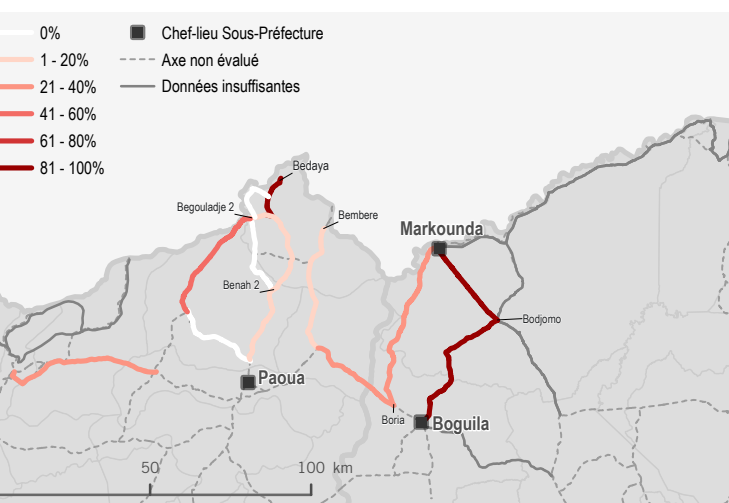 0%
1 - 20%
21 - 40%
41 - 60%
61 - 80%
81 - 100%
Chef-lieu Sous-Préfecture
Axe non évalué
Données insuffisantes
Bedaya
Begouladje 2
Bembere
Markounda
Benah 2
Bodjomo
Paoua
Boria
Boguila
50
100 km